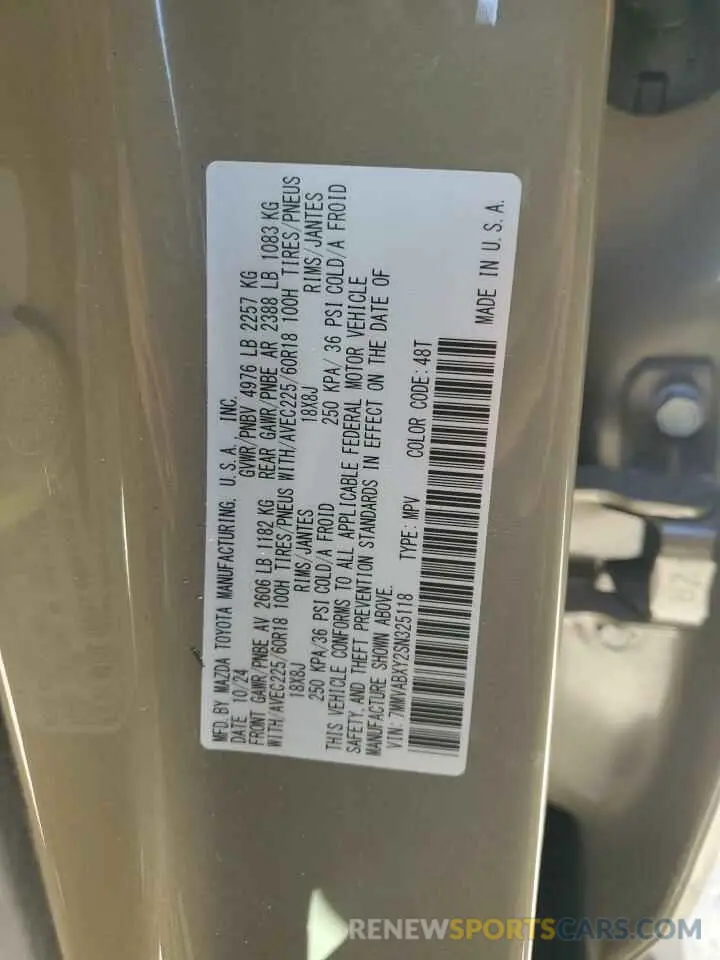 MFD. BY MAZDA TOYOTA MANUFACTURING, U.S.A., INC.
DATE 10/24 GVWR/PNBV 4976 LB 2257 KG
FRONT GAWR/PNBE AV 2606 LB 1182 KG REAR GAWR/PNBE AR 2388 LB 1083 KG
WITH/AVEC225/60R18 100H TIRES/PNEUS WITH/AVEC225/60R18 100H TIRES/PNEUS
18X8J RIMS/JANTES 18X8J RIMS/JANTES
250 KPA/36 PSI COLD/A FROID 250 KPA/ 36 PSI COLD/A FROID
THIS VEHICLE CONFORMS TO ALL APPLICABLE FEDERAL MOTOR VEHICLE
SAFETY, AND THEFT PREVENTION STANDARDS IN EFFECT ON THE DATE OF
MANUFACTURE SHOWN ABOVE.
VIN: 7MMVABXY2SN325118 TYPE: MPV COLOR CODE: 48T
MADE IN U.S.A.
RENEWSPORTSCARS.COM